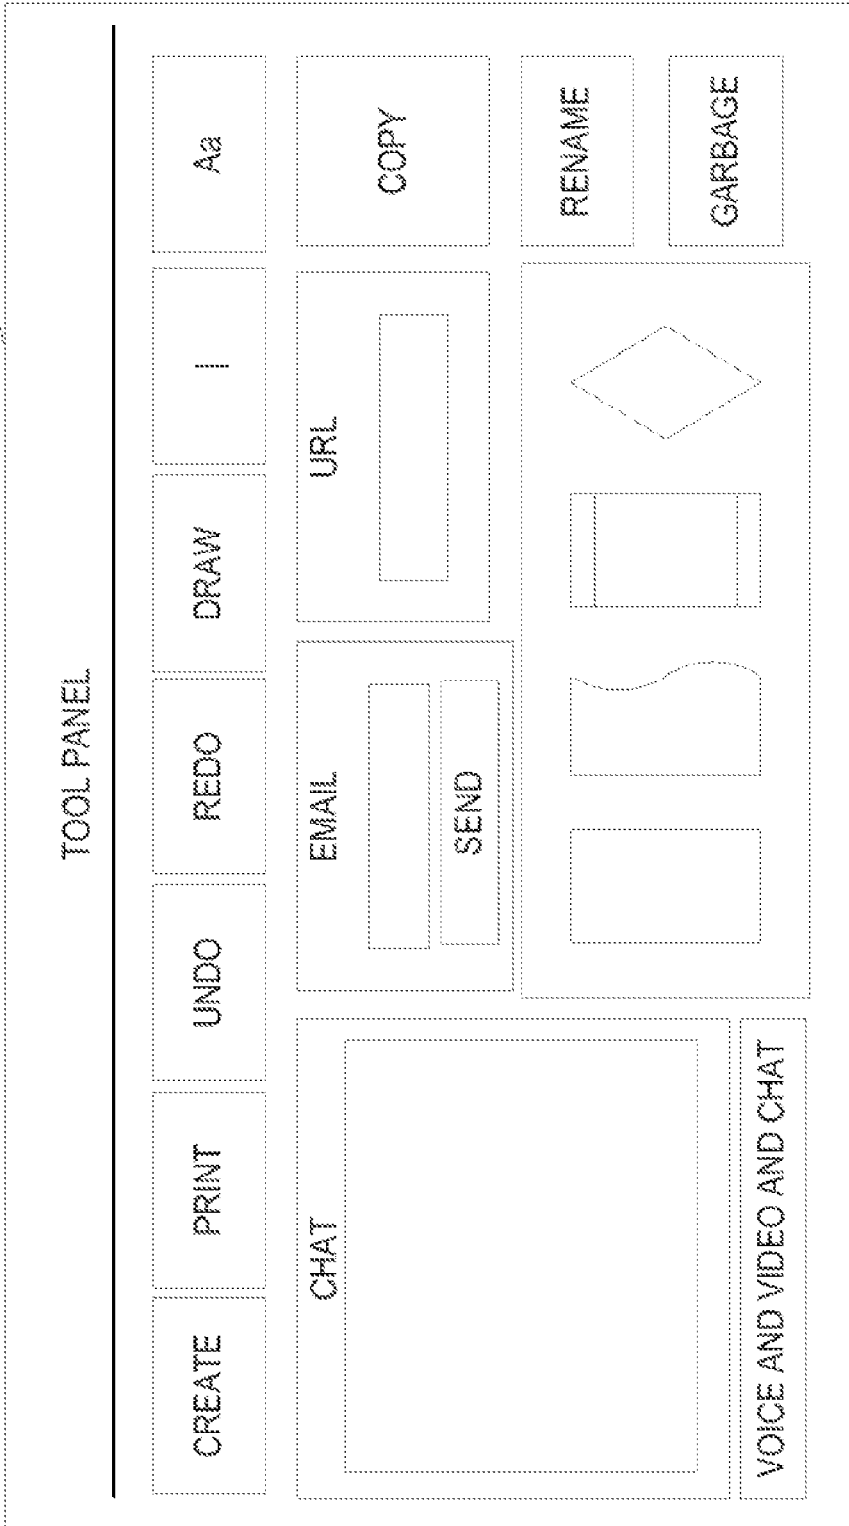 TOOL PANEL
CREATE
PRINT
UNDO
REDO
DRAW
Aa
CHAT
EMAIL
SEND
URL
COPY
RENAME
GARBAGE
VOICE AND VIDEO AND CHAT